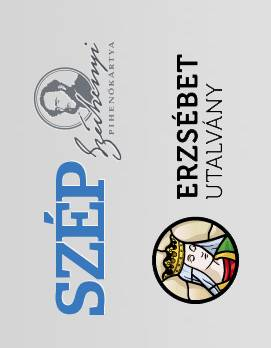 SZÉP
Széchenyi
PIHENŐKÁRTYA
ERZSÉBET
UTALVÁNY